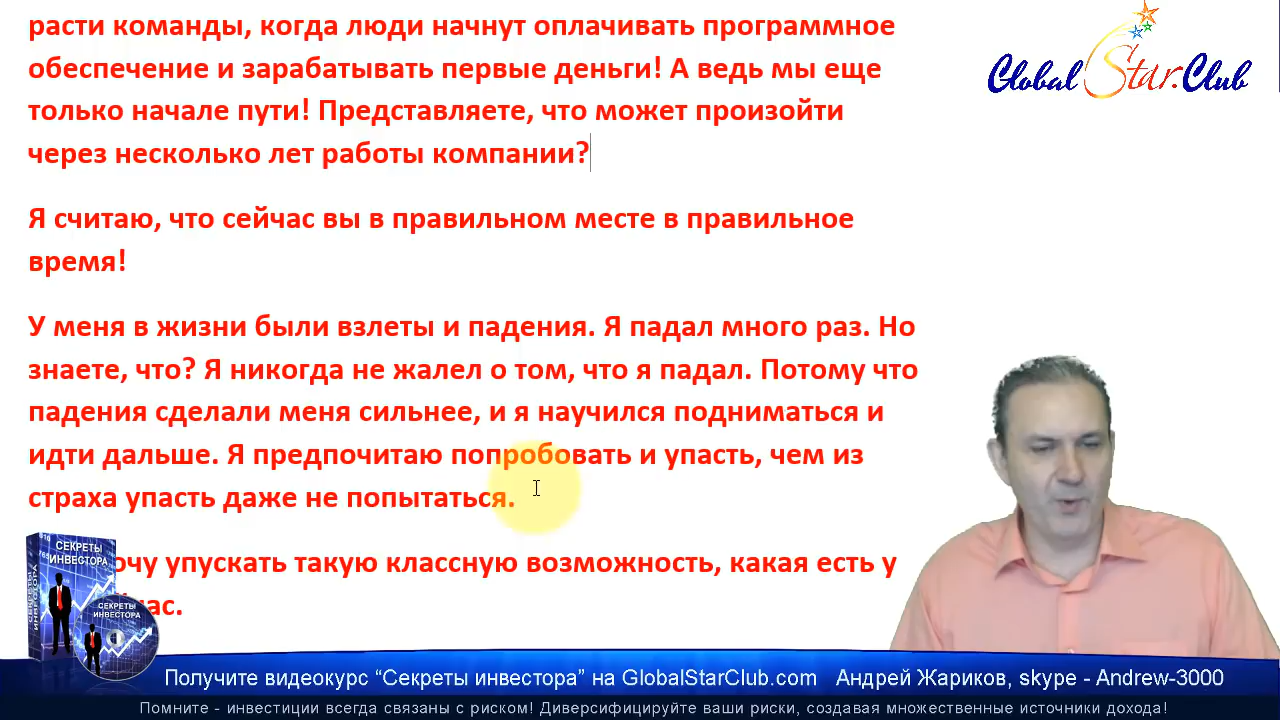 расти команды, когда люди начнут оплачивать программное
обеспечение и зарабатывать первые деньги! А ведь мы еще
только начале пути! Представляете, что может произойти
через несколько лет работы компании?
Global Star.Club
Я считаю, что сейчас вы в правильном месте в правильное
время!
У меня в жизни были взлеты и падения. Я падал много раз. Но
знаете, что? Я никогда не жалел о том, что я падал. Потому что
падения сделали меня сильнее, и я научился подниматься и
идти дальше. Я предпочитаю попробовать и упасть, чем из
страха упасть даже не попытаться.
упускать такую классную возможность, какая есть у
СЕКРЕТЫ
ИНВЕСТОРА
СЕКРЕТЫ
ИНВЕСТОРА
СЕКРЕТЫ
ИНВЕСТОРА
Получите видеокурс “Секреты инвестора” на GlobalStarClub.com Андрей Жариков, skype - Andrew-3000
Помните - инвестиции всегда связаны с риском! Диверсифицируйте ваши риски, создавая множественные источники дохода!